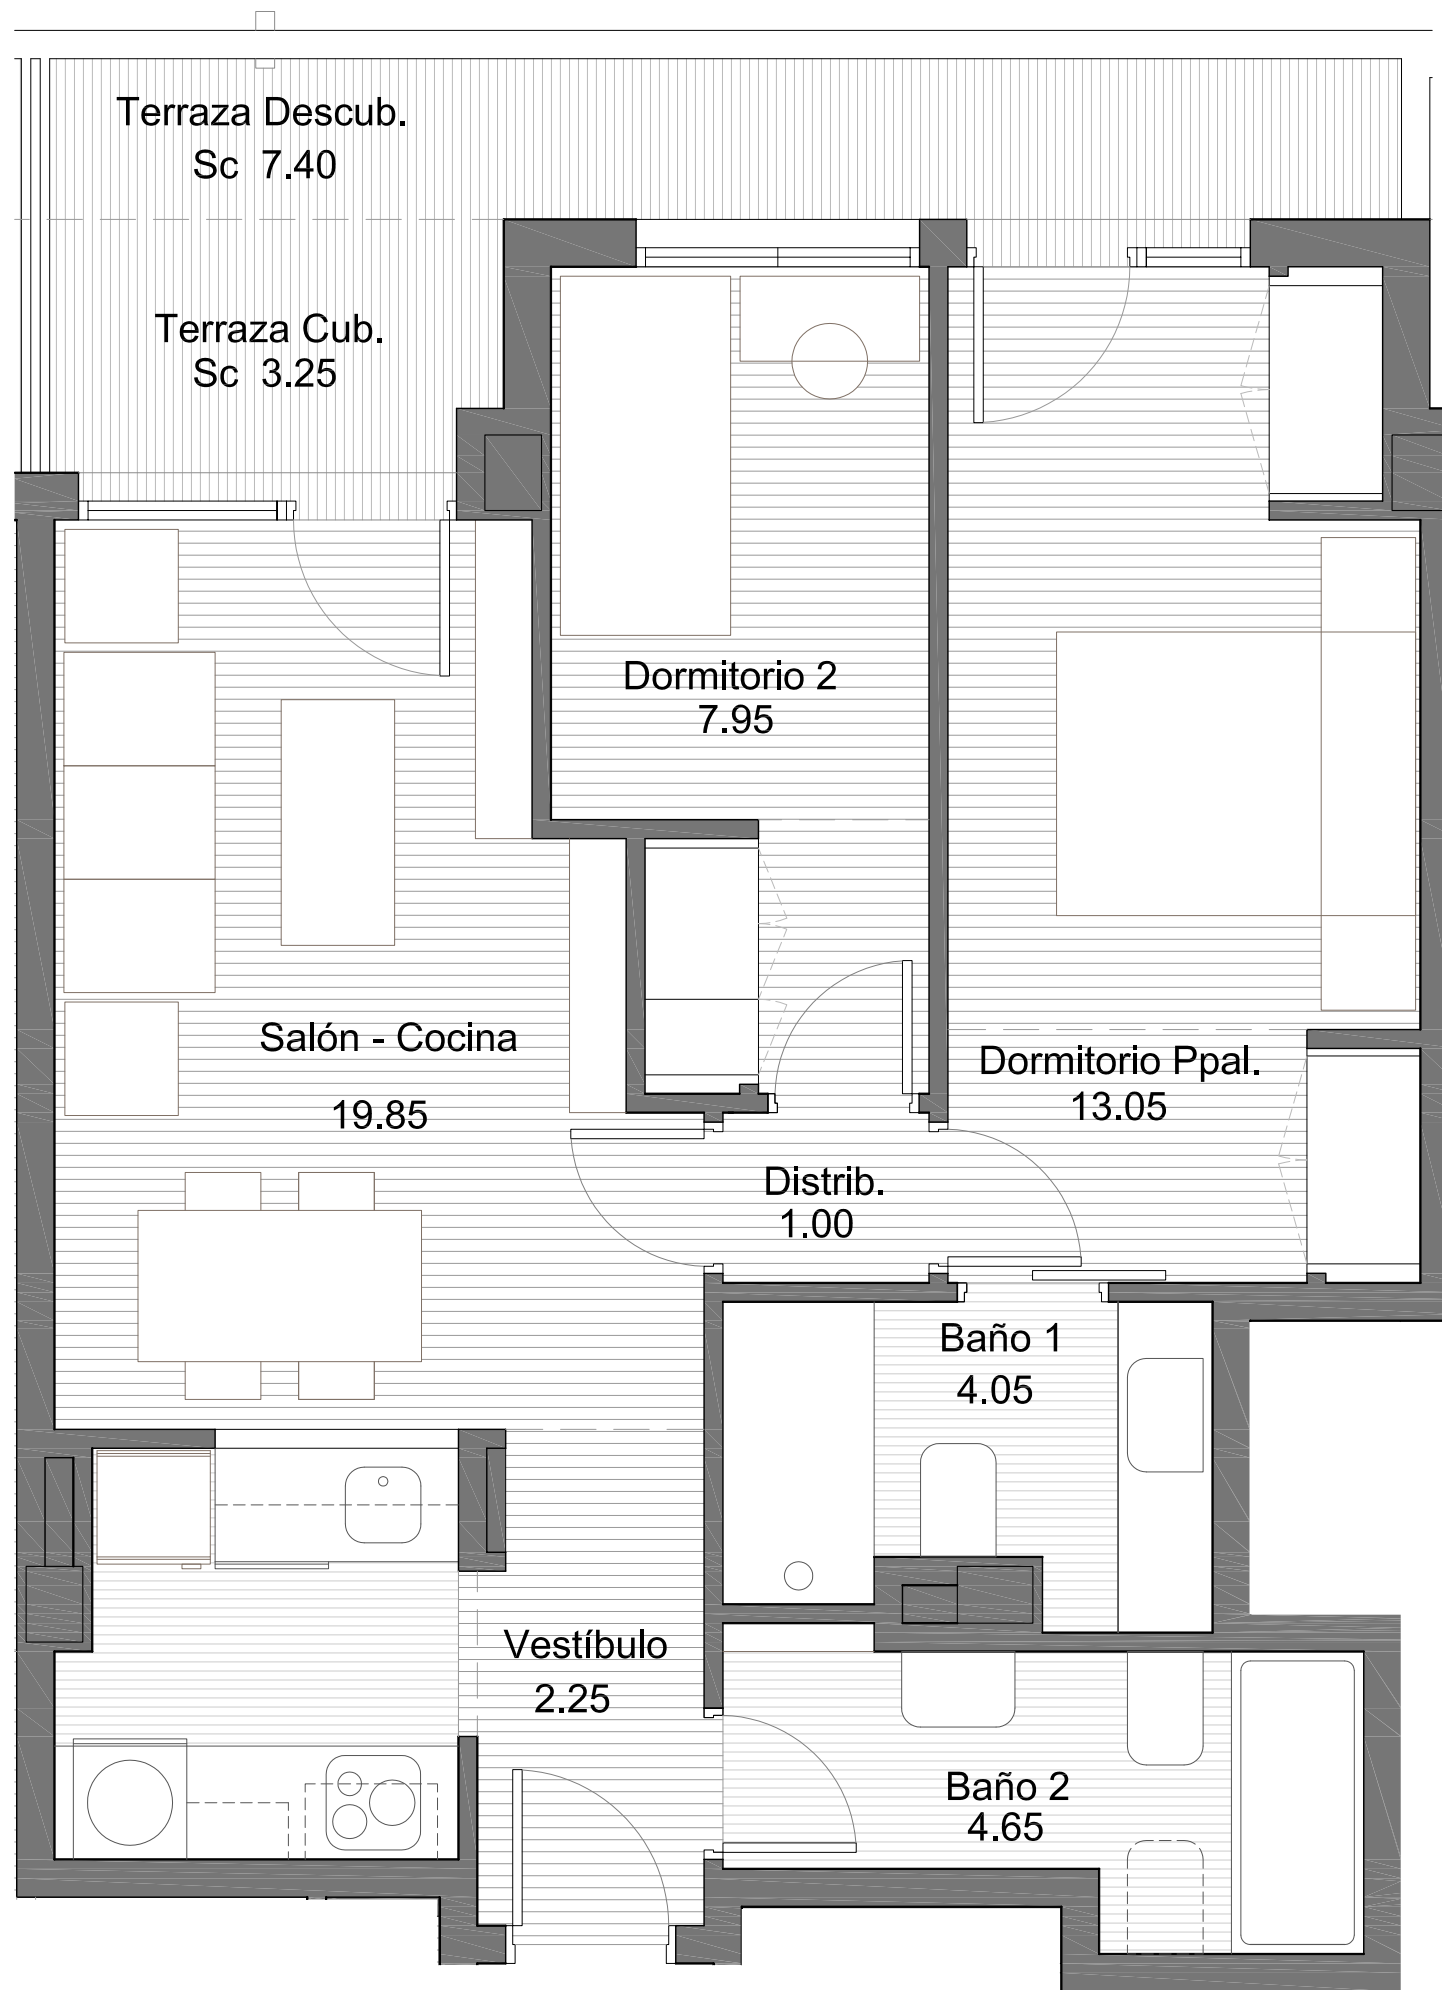 Terraza Descub.
Sc 7.40
Terraza Cub.
Sc 3.25
Dormitorio 2
7.95
Salón - Cocina
19.85
Dormitorio Ppal.
13.05
Distrib.
1.00
Baño 1
4.05
Vestíbulo
2.25
Baño 2
4.65